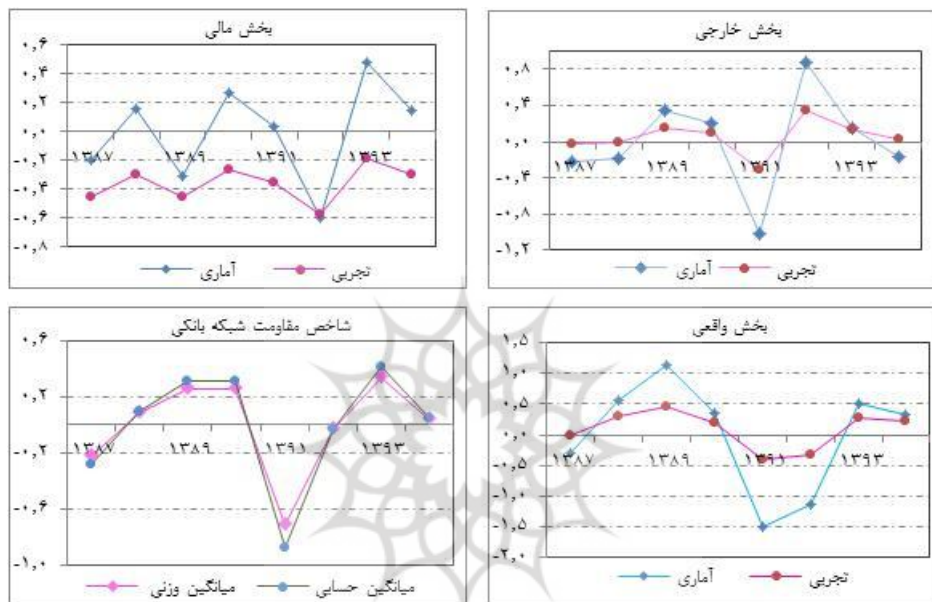 بخش خارجی
۰,۸
۰,۴
۰,۰
-۰,۴
-۰,۸
-۱,۲
۱۳۸۷ ۱۳۸۹ ۱۳۹۱ ۱۳۹۳
آماری تجربی
بخش مالی
۰,۶
۰,۴
۰,۲
۰,۰
-۰,۲
-۰,۴
-۰,۶
-۰,۸
۱۳۸۷ ۱۳۸۹ ۱۳۹۱ ۱۳۹۳
آماری تجربی
بخش واقعی
۱,۵
۱,۰
۰,۵
۰,۰
-۰,۵
-۱,۰
-۱,۵
-۲,۰
۱۳۸۷ ۱۳۸۹ ۱۳۹۱ ۱۳۹۳
آماری تجربی
شاخص مقاومت شبکه بانکی
۰,۶
۰,۲
-۰,۲
-۰,۶
-۱,۰
۱۳۸۷ ۱۳۸۹ ۱۳۹۱ ۱۳۹۳
میانگین وزنی میانگین حسابی